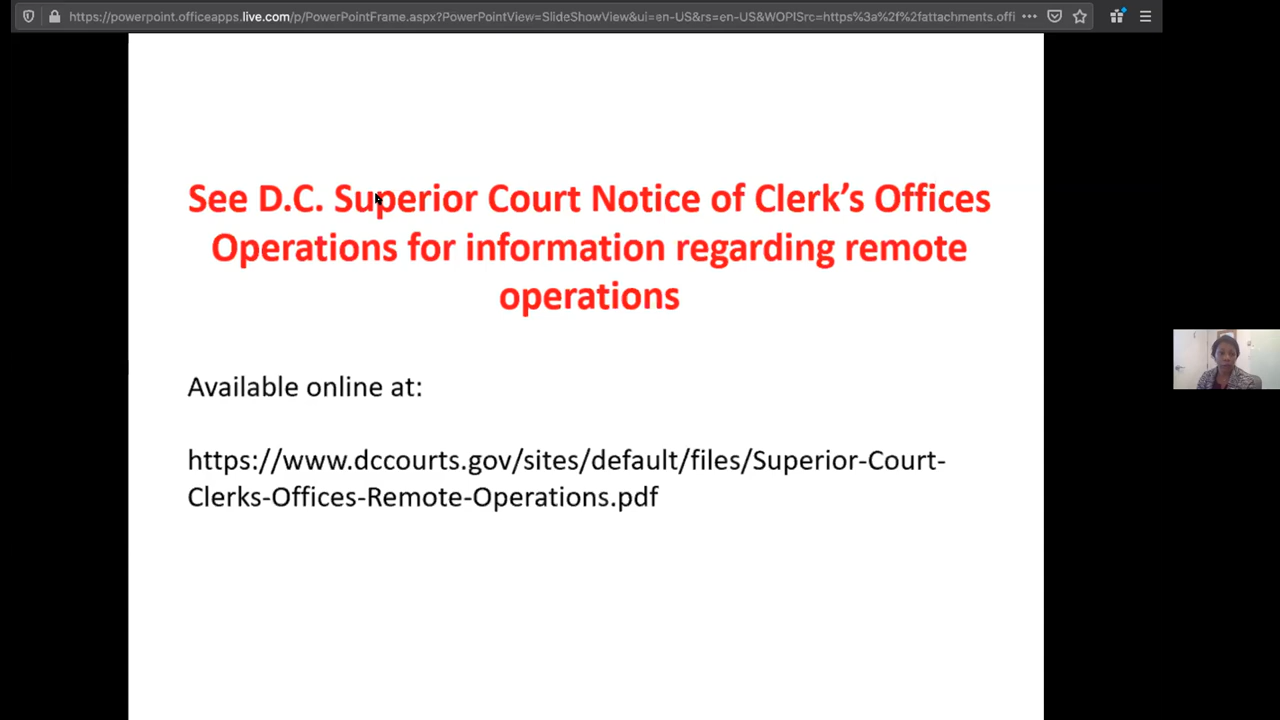 https://powerpoint.officeapps.live.com/p/PowerPointFrame.aspx?PowerPointView=SlideShowView&ui=en-US&rs=en-US&WOPISrc=https%3a%2f%2fattachments.offi
See D.C. Superior Court Notice of Clerk’s Offices
Operations for information regarding remote
operations
Available online at:
https://www.dccourts.gov/sites/default/files/Superior-Court-
Clerks-Offices-Remote-Operations.pdf